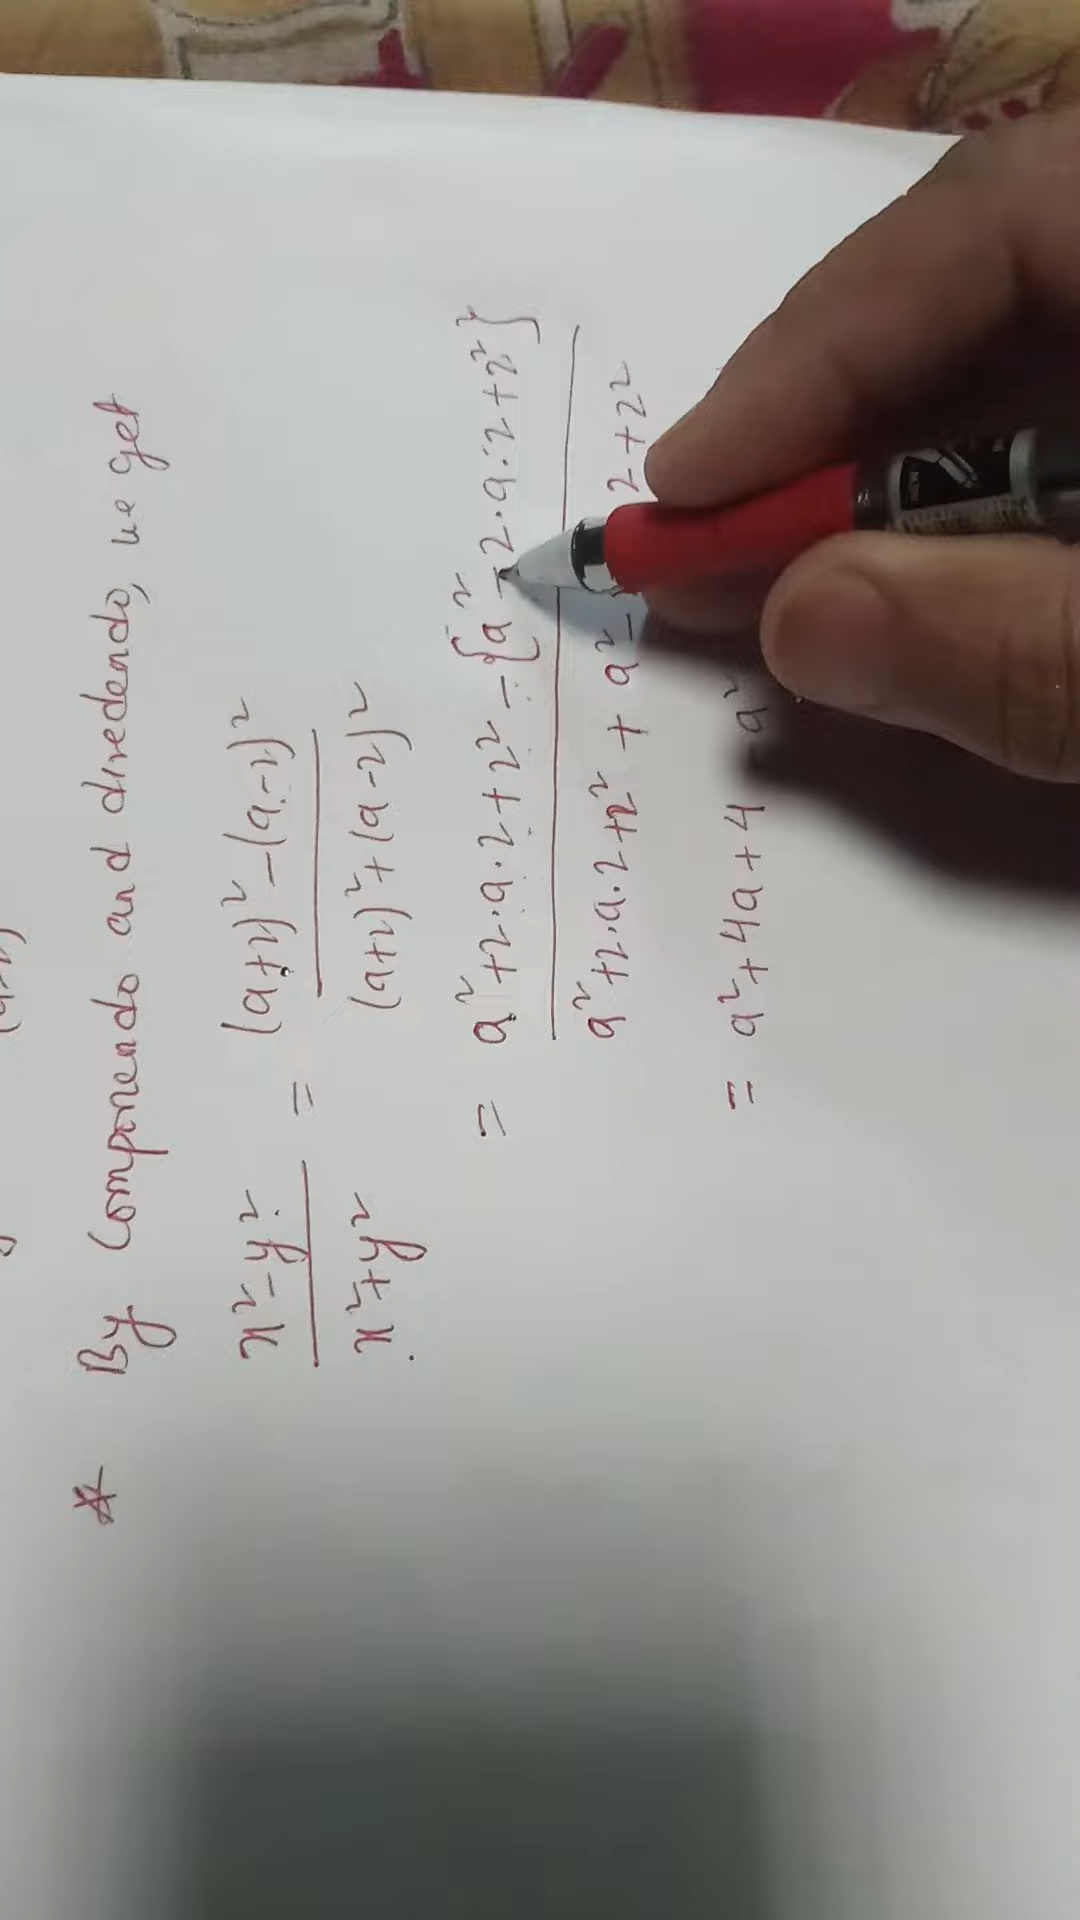 * By Componendo and dividendo, we get
x²-y² / x²+y² = (a+2)²-(a-2)² / (a+2)²+(a-2)²
= a²+2·a·2+2²-{a²-2·a·2+2²}
a²+2·a·2+2²+a²- 2+2²
= a²+4a+4 a²